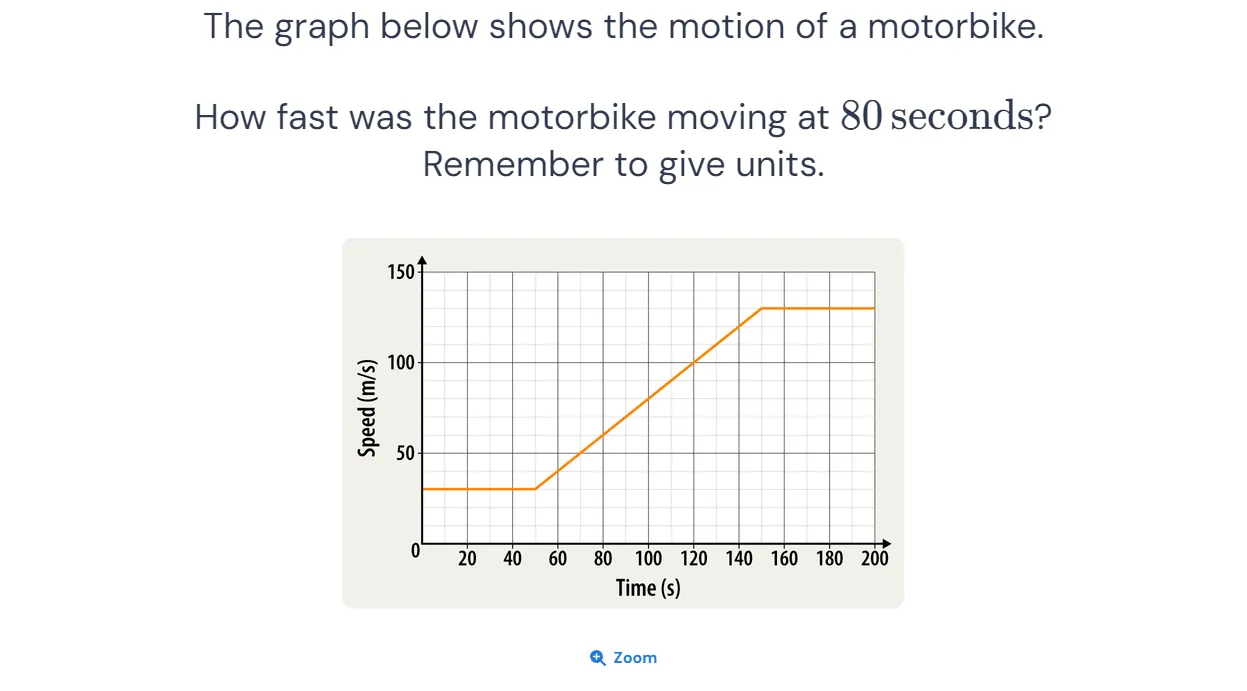 The graph below shows the motion of a motorbike.
How fast was the motorbike moving at 80 seconds?
Remember to give units.
150
100
50
0
Speed (m/s)
20 40 60 80 100 120 140 160 180 200
Time (s)
Zoom